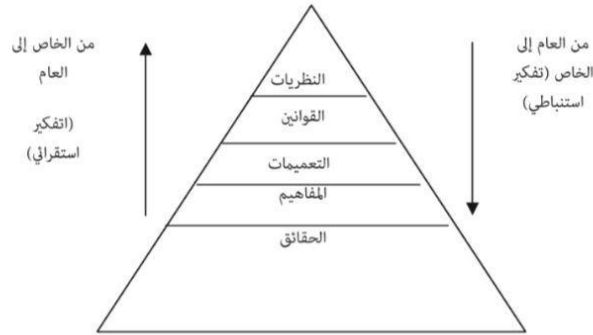 من العام إلى
الخاص (تفكير
استنباطي)
النظريات
القوانين
التعميمات
المفاهيم
الحقائق
من الخاص إلى
العام
(اتفكير
استقرائي)